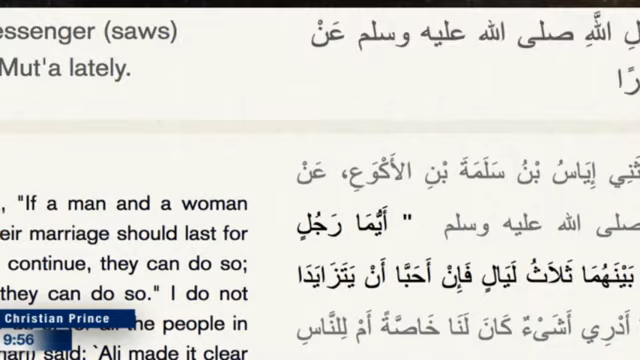 essenger (saws)
Mut'a lately.
لِ اللَّهِ صلى الله عليه وسلم عَنْ
رًا
, "If a man and a woman
eir marriage should last for
continue, they can do so;
they can do so." I do not
the people in
said: `Ali made it clear
ثَنِي إِيَاسُ بْنُ سَلَمَةَ بْنِ الأَكْوَعِ، عَنْ
صلى الله عليه وسلم " أَيُّمَا رَجُلٍ
بَيْنَهُمَا ثَلاَثُ لَيَالٍ فَإِنْ أَحَبَّا أَنْ يَتَزَايَدَا
أَدْرِي أَشَىْءٌ كَانَ لَنَا خَاصَّةً أَمْ لِلنَّاسِ
Christian Prince
9:56